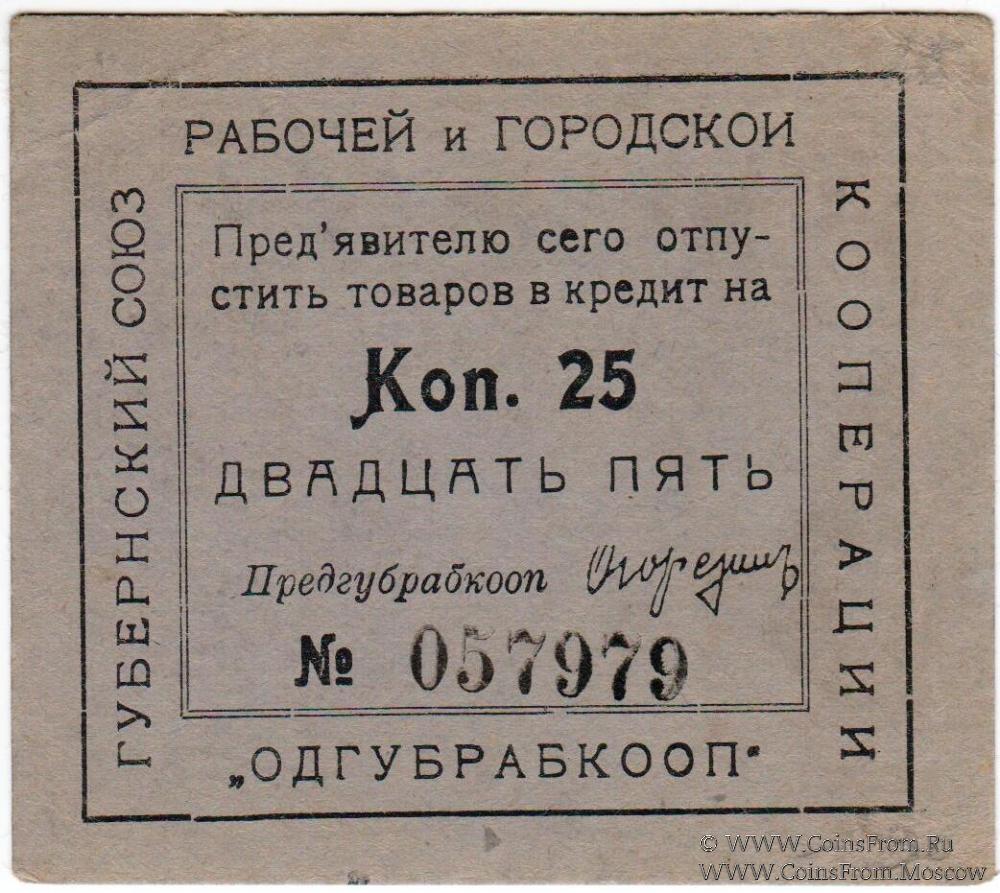 ГУБЕРНСКИЙ СОЮЗ
РАБОЧЕЙ и ГОРОДСКОИ
КООПЕРАЦИИ
Пред'явителю сего отпу-
стить товаров в кредит на
Коп. 25
ДВАДЦАТЬ ПЯТЬ
Предгубрабкооп
№ 057979
„ОДГУБРАБКООП“
© WWW.CoinsFrom.Ru
WWW.CoinsFrom.Moscow